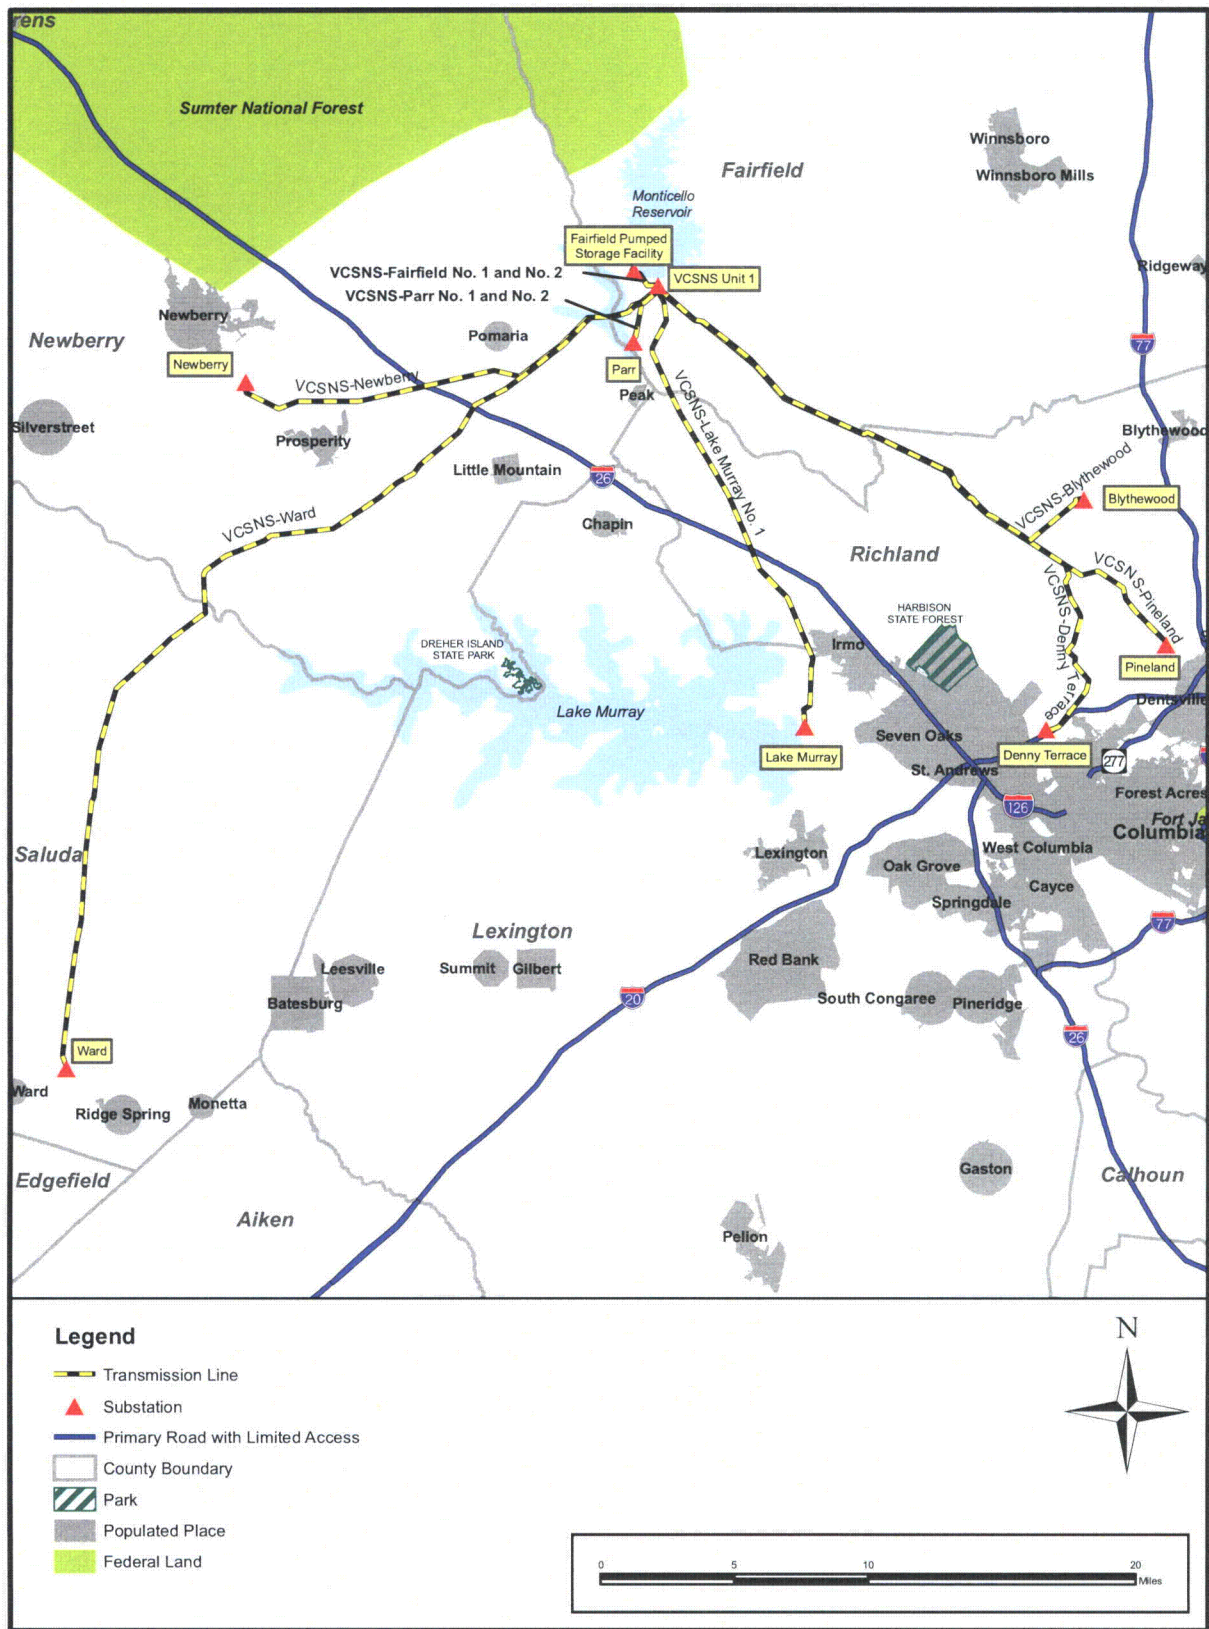 rens
Sumter National Forest
Winnsboro
Winnsboro Mills
Fairfield
Monticello
Reservoir
Fairfield Pumped
Storage Facility
VCSNS-Fairfield No. 1 and No. 2
VCSNS Unit 1
VCSNS-Parr No. 1 and No. 2
Ridgeway
Newberry
Newberry
Pomaria
77
Newberry
Parr
VCSNS-Newberry
Peak
Silverstreet
Prosperity
VCSNS-Lake Murray No. 1
Blythewood
Little Mountain
26
VCSNS-Blythewood
Blythewood
VCSNS-Ward
Chapin
Richland
VCSNS-Pineland
VCSNS-Denny Terrace
HARBISON
STATE FOREST
DREHER ISLAND
STATE PARK
Irmo
Pineland
Lake Murray
Dentsville
Seven Oaks
Lake Murray
Denny Terrace
277
St. Andrews
Forest Acres
126
Fort Ja
Columbia
Saluda
Lexington
West Columbia
Oak Grove
Cayce
Springdale
77
Lexington
Red Bank
Leesville
Summit
Gilbert
Batesburg
20
South Congaree
Pineridge
26
Ward
Ward
Ridge Spring
Monetta
Gaston
Calhoun
Edgefield
Aiken
Pelion
Legend
Transmission Line
Substation
Primary Road with Limited Access
County Boundary
Park
Populated Place
Federal Land
N
0 5 10 20
Miles